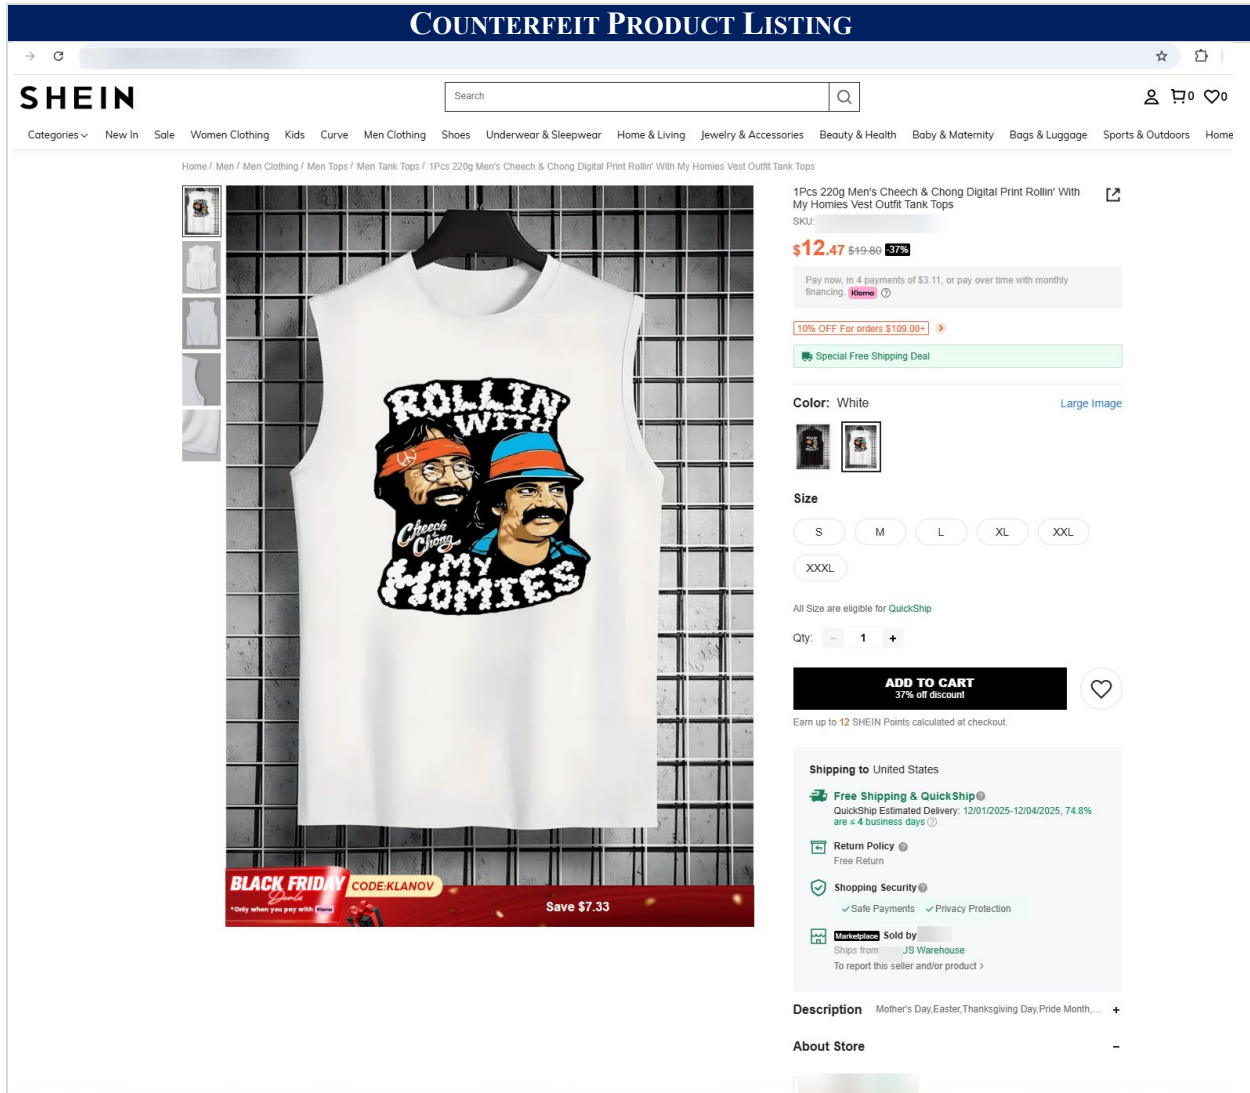 COUNTERFEIT PRODUCT LISTING
SHEIN
Search
0 0
Categories New In Sale Women Clothing Kids Curve Men Clothing Shoes Underwear & Sleepwear Home & Living Jewelry & Accessories Beauty & Health Baby & Maternity Bags & Luggage Sports & Outdoors Home
Home / Men / Men Clothing / Men Tops / Men Tank Tops / 1Pcs 220g Men's Cheech & Chong Digital Print Rollin' With My Homies Vest Outfit Tank Tops
1Pcs 220g Men's Cheech & Chong Digital Print Rollin' With
My Homies Vest Outfit Tank Tops
SKU:
$12.47 $19.80 -37%
Pay now, in 4 payments of $3.11, or pay over time with monthly
financing. Klarna ?
10% OFF For orders $109.00+
Special Free Shipping Deal
Color: White Large Image
Size
S M L XL XXL
XXXL
All Size are eligible for QuickShip
Qty: − 1 +
ADD TO CART
37% off discount
Earn up to 12 SHEIN Points calculated at checkout.
Shipping to United States
Free Shipping & QuickShip ?
QuickShip Estimated Delivery: 12/01/2025-12/04/2025, 74.8%
are ≤ 4 business days ?
Return Policy ?
Free Return
Shopping Security ?
Safe Payments Privacy Protection
Marketplace Sold by
Ships from US Warehouse
To report this seller and/or product >
Description Mother's Day,Easter,Thanksgiving Day,Pride Month,... +
About Store −
ROLLIN'
WITH
Cheech
& Chong
MY
HOMIES
BLACK FRIDAY
Deals
*Only when you pay with Klarna
CODE:KLANOV
Save $7.33